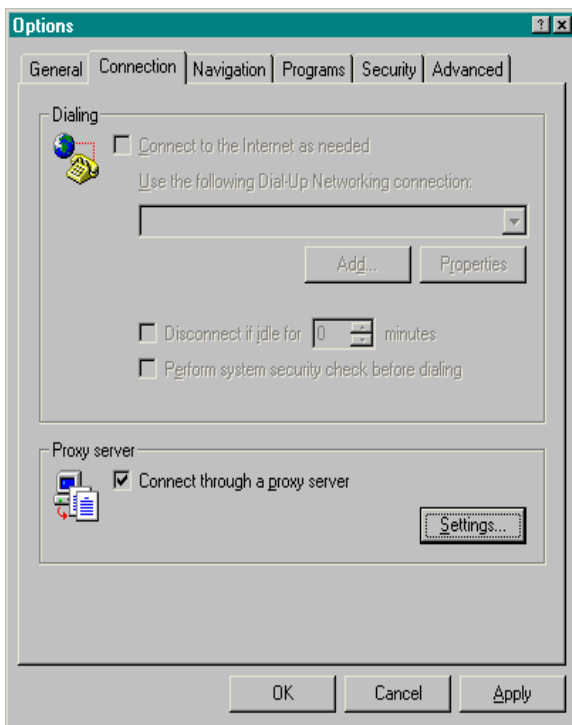 Options
General Connection Navigation Programs Security Advanced
Dialing
Connect to the Internet as needed
Use the following Dial-Up Networking connection:
Add... Properties
Disconnect if idle for 0 minutes
Perform system security check before dialing
Proxy server
Connect through a proxy server
Settings...
OK Cancel Apply